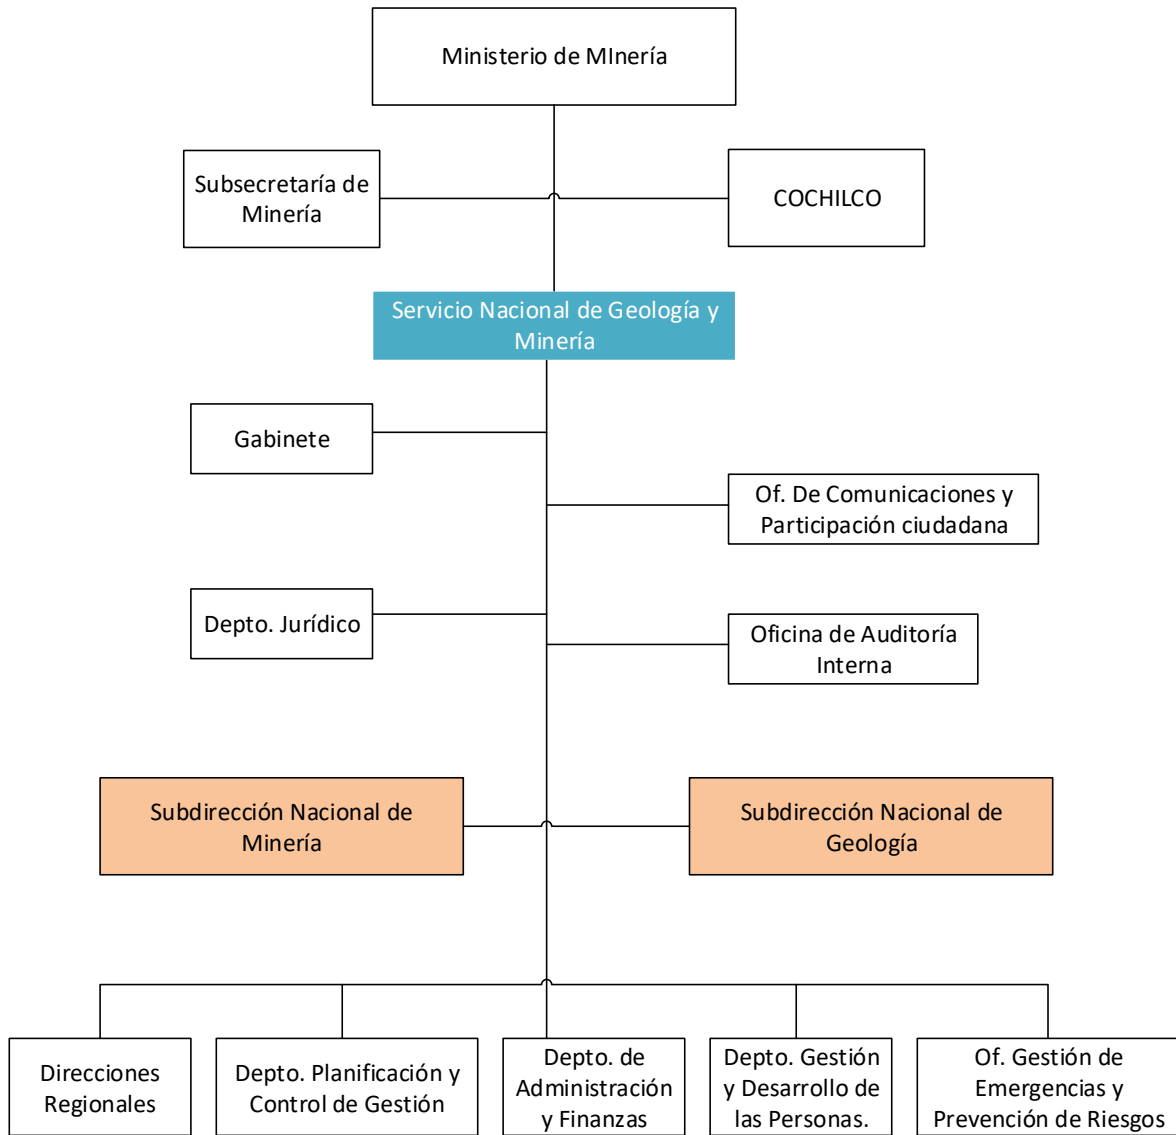 Ministerio de MInería
Subsecretaría de
Minería
COCHILCO
Servicio Nacional de Geología y
Minería
Gabinete
Of. De Comunicaciones y
Participación ciudadana
Depto. Jurídico
Oficina de Auditoría
Interna
Subdirección Nacional de
Minería
Subdirección Nacional de
Geología
Direcciones
Regionales
Depto. Planificación y
Control de Gestión
Depto. de
Administración
y Finanzas
Depto. Gestión
y Desarrollo de
las Personas.
Of. Gestión de
Emergencias y
Prevención de Riesgos